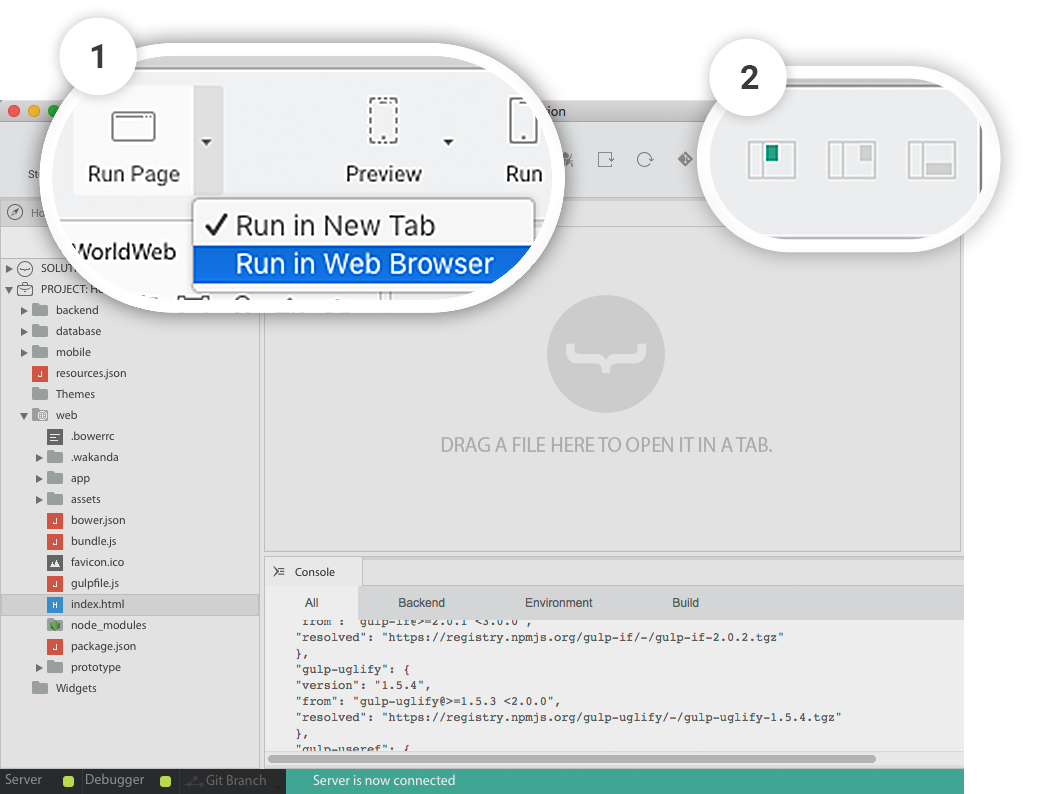 1
2
ion
Run Page
Preview
Run
St
Run in New Tab
Run in Web Browser
WorldWeb
Ho
SOLUT
PROJECT: H
backend
database
mobile
resources.json
Themes
web
.bowerrc
.wakanda
app
assets
bower.json
bundle.js
favicon.ico
gulpfile.js
index.html
node_modules
package.json
prototype
Widgets
DRAG A FILE HERE TO OPEN IT IN A TAB.
Console
All Backend Environment Build
"from": "gulp-if@>=2.0.1 <3.0.0",
"resolved": "https://registry.npmjs.org/gulp-if/-/gulp-if-2.0.2.tgz"
},
"gulp-uglify": {
"version": "1.5.4",
"from": "gulp-uglify@>=1.5.3 <2.0.0",
"resolved": "https://registry.npmjs.org/gulp-uglify/-/gulp-uglify-1.5.4.tgz"
},
"gulp-useref": {
Server Debugger Git Branch Server is now connected